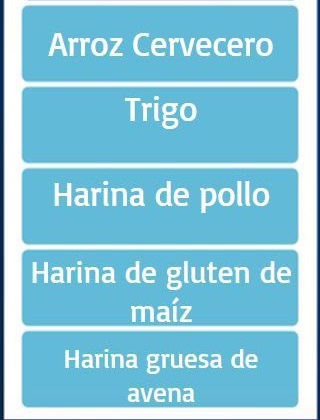 Arroz Cervecero
Trigo
Harina de pollo
Harina de gluten de
maíz
Harina gruesa de
avena